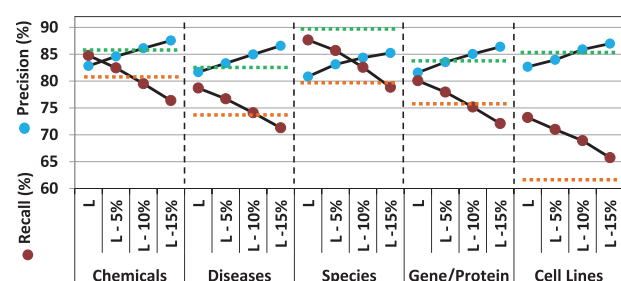 Precision (%)
Recall (%)
90
85
80
75
70
65
60
L
L - 5%
L - 10%
L -15%
L
L - 5%
L - 10%
L -15%
L
L - 5%
L - 10%
L -15%
L
L - 5%
L - 10%
L -15%
L
L - 5%
L - 10%
L -15%
Chemicals Diseases Species Gene/Protein Cell Lines